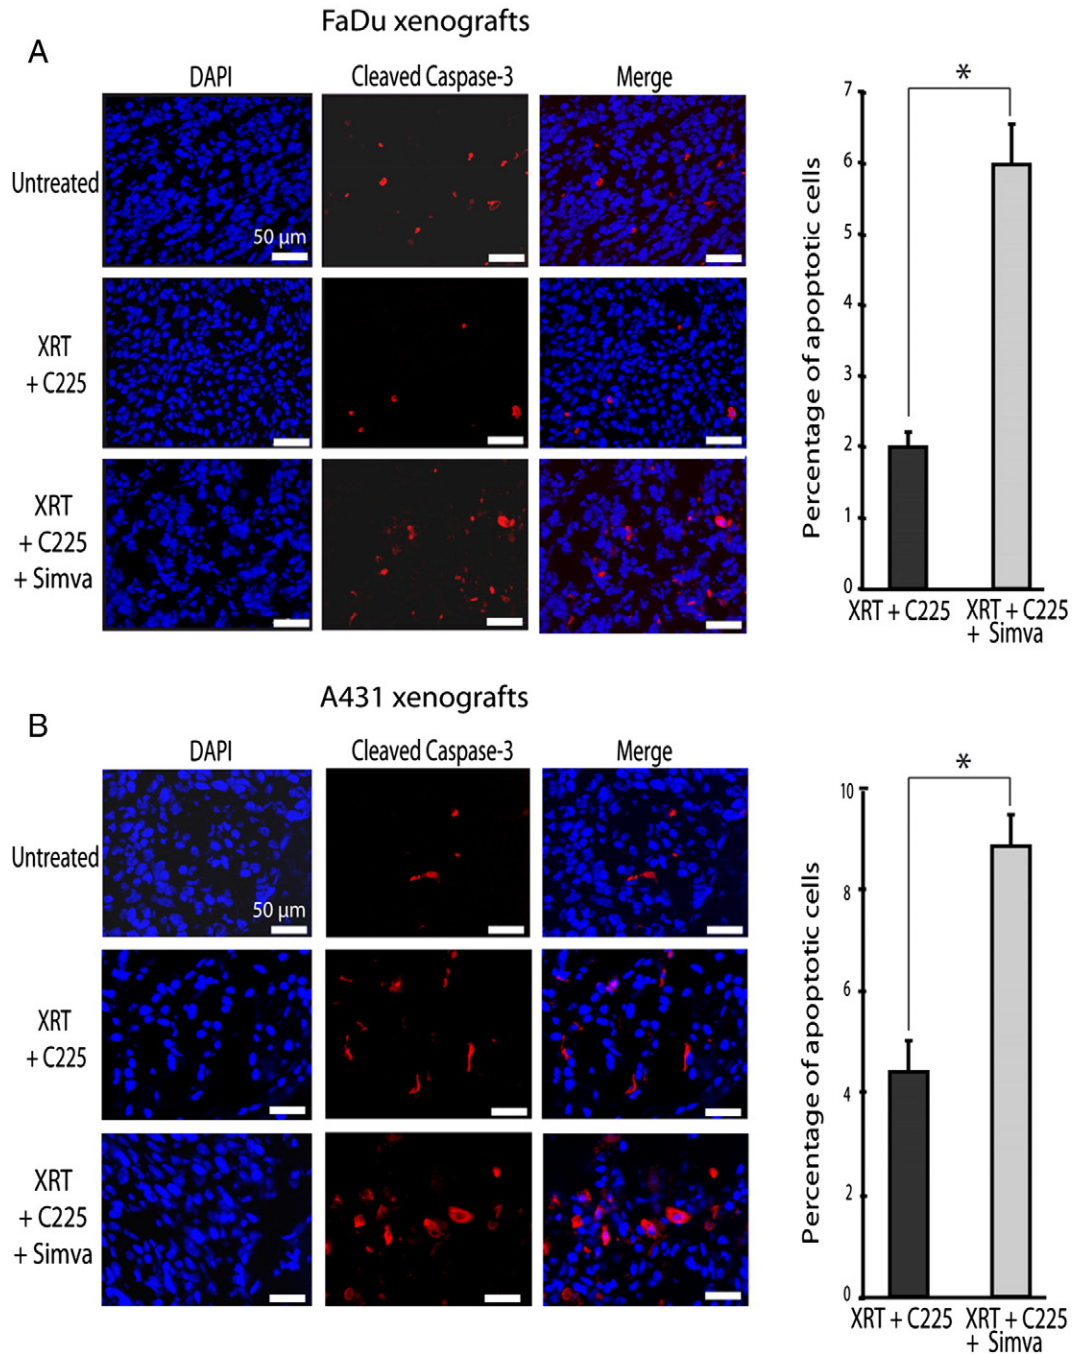 FaDu xenografts
A
DAPI Cleaved Caspase-3 Merge
Untreated
50 µm
XRT
+ C225
XRT
+ C225
+ Simva
*
Percentage of apoptotic cells
7
6
5
4
3
2
1
0
XRT + C225
XRT + C225
+ Simva
A431 xenografts
B
DAPI Cleaved Caspase-3 Merge
Untreated
50 µm
XRT
+ C225
XRT
+ C225
+ Simva
*
Percentage of apoptotic cells
10
8
6
4
2
0
XRT + C225
XRT + C225
+ Simva